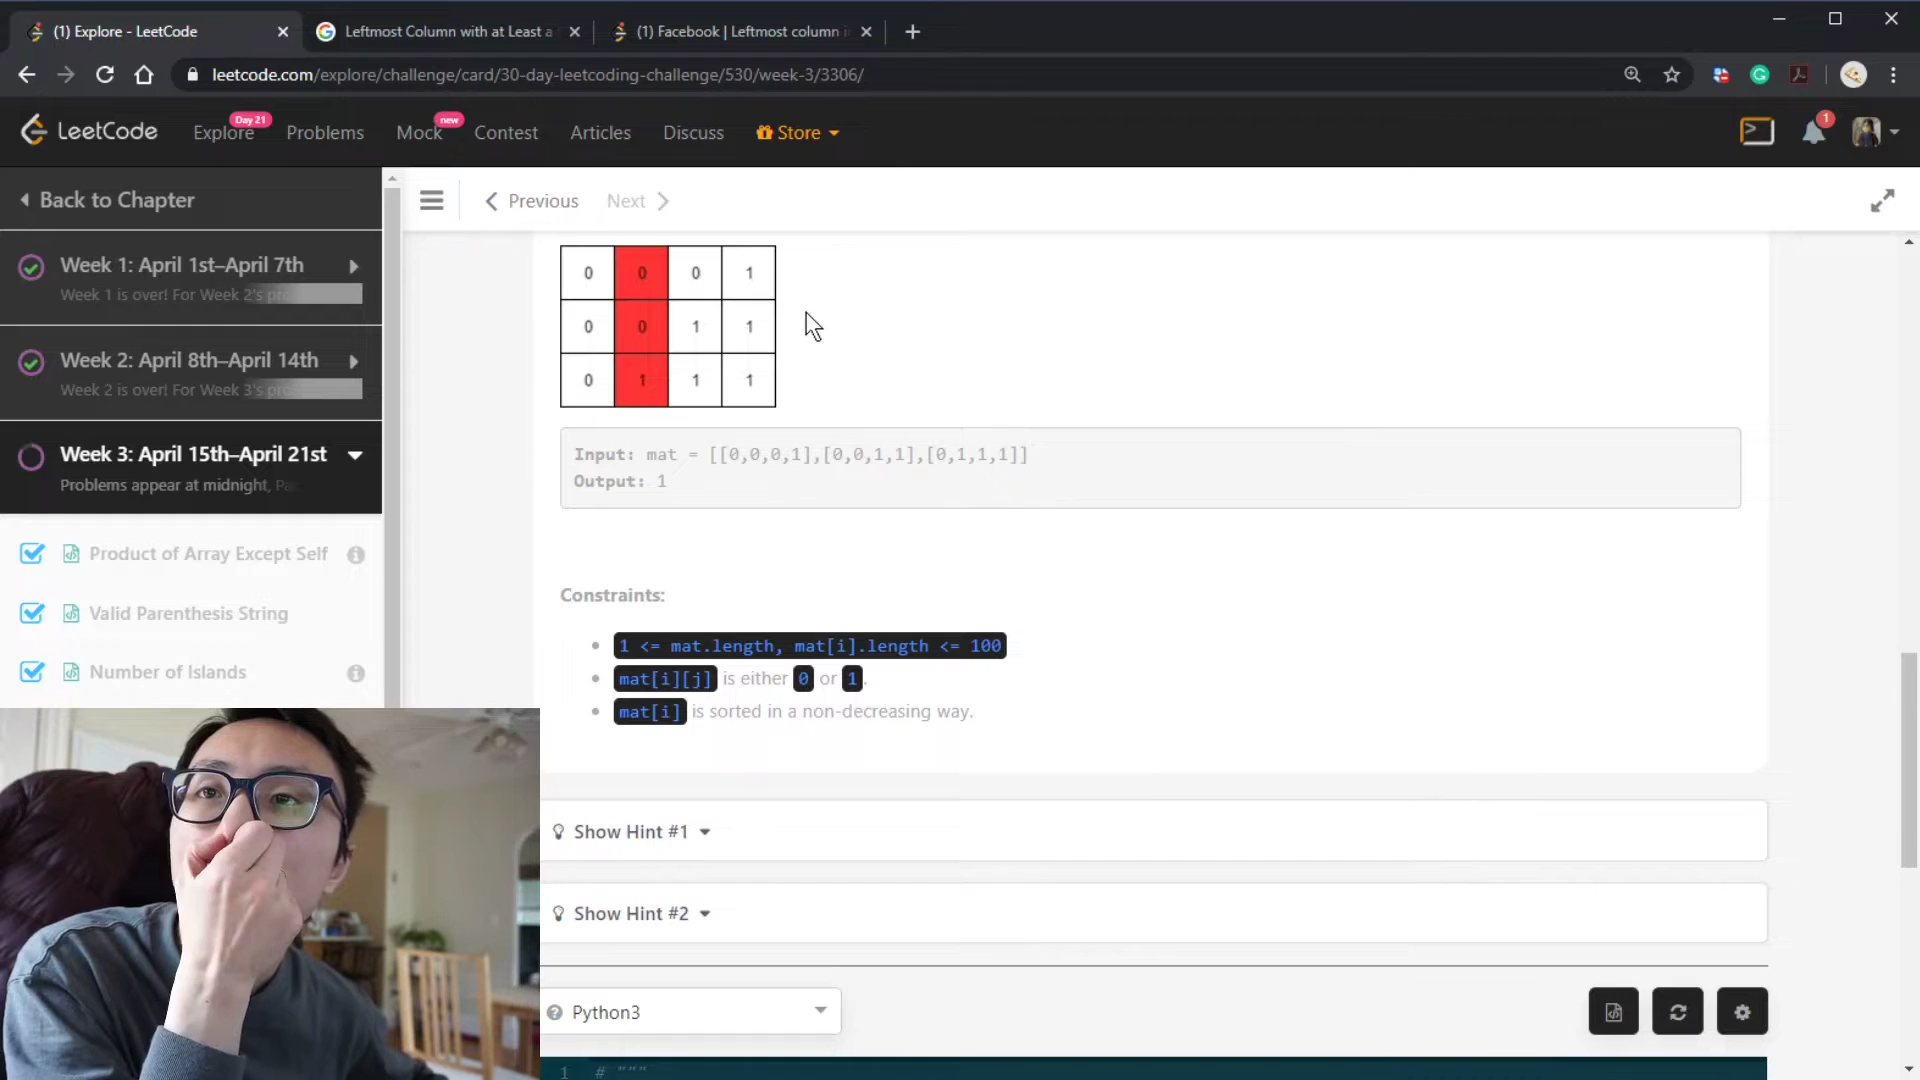 (1) Explore - LeetCode
Leftmost Column with at Least a
(1) Facebook | Leftmost column i
leetcode.com/explore/challenge/card/30-day-leetcoding-challenge/530/week-3/3306/
LeetCode
Explore
Day 21
Problems
Mock
new
Contest
Articles
Discuss
Store
1
Back to Chapter
Previous
Next
Week 1: April 1st–April 7th
Week 1 is over! For Week 2's pro
Week 2: April 8th–April 14th
Week 2 is over! For Week 3's pro
Week 3: April 15th–April 21st
Problems appear at midnight,
Product of Array Except Self
Valid Parenthesis String
Number of Islands
0 0 0 1
0 0 1 1
0 1 1 1
Input: mat = [[0,0,0,1],[0,0,1,1],[0,1,1,1]]
Output: 1
Constraints:
1 <= mat.length, mat[i].length <= 100
mat[i][j] is either 0 or 1.
mat[i] is sorted in a non-decreasing way.
Show Hint #1
Show Hint #2
Python3
1 # """